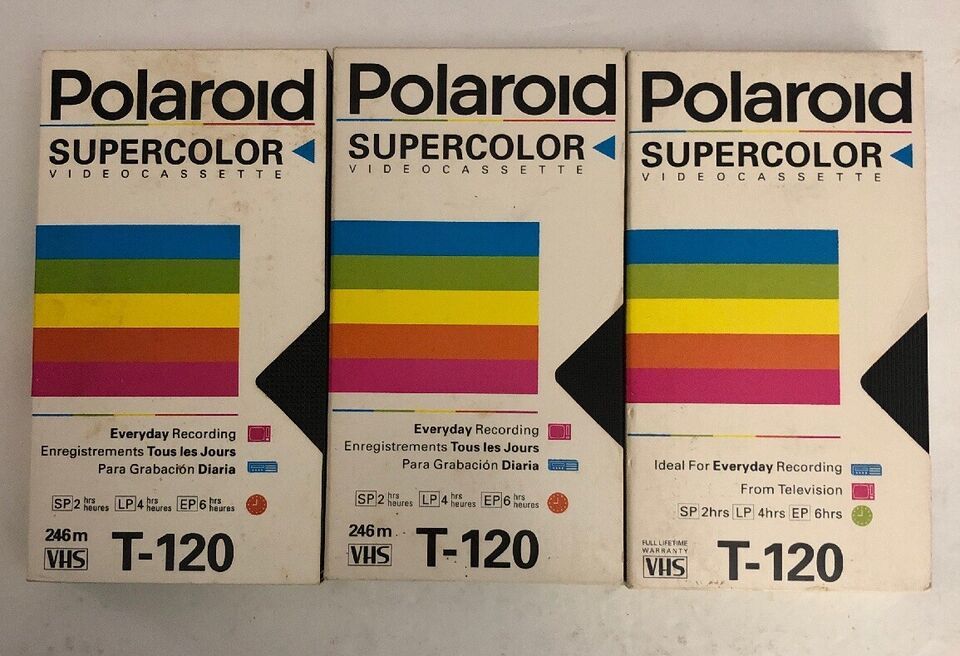 Polaroid
SUPERCOLOR
VIDEOCASSETTE
Everyday Recording
Enregistrements Tous les Jours
Para Grabación Diaria
SP 2 hrs heures LP 4 hrs heures EP 6 hrs heures
246 m
VHS T-120
Polaroid
SUPERCOLOR
VIDEOCASSETTE
Everyday Recording
Enregistrements Tous les Jours
Para Grabación Diaria
SP 2 hrs heures LP 4 hrs heures EP 6 hrs heures
246 m
VHS T-120
Polaroid
SUPERCOLOR
VIDEOCASSETTE
Ideal For Everyday Recording
From Television
SP 2hrs LP 4hrs EP 6hrs
FULL LIFETIME
WARRANTY
VHS T-120